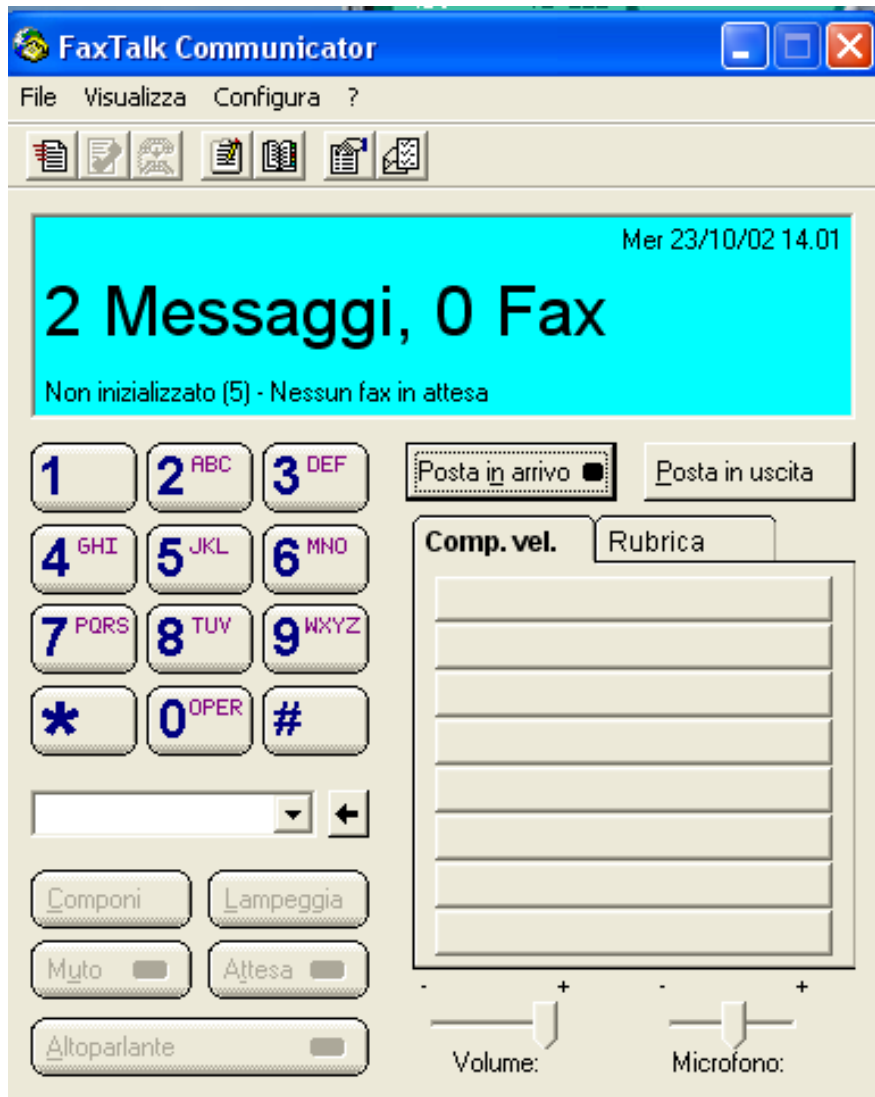 FaxTalk Communicator
File Visualizza Configura ?
Mer 23/10/02 14.01
2 Messaggi, 0 Fax
Non inizializzato (5) - Nessun fax in attesa
1 2 ABC 3 DEF
Posta in arrivo Posta in uscita
4 GHI 5 JKL 6 MNO
Comp. vel. Rubrica
7 PQRS 8 TUV 9 WXYZ
* 0 OPER #
Componi Lampeggia
Muto Attesa
- + - +
Altoparlante
Volume: Microfono: